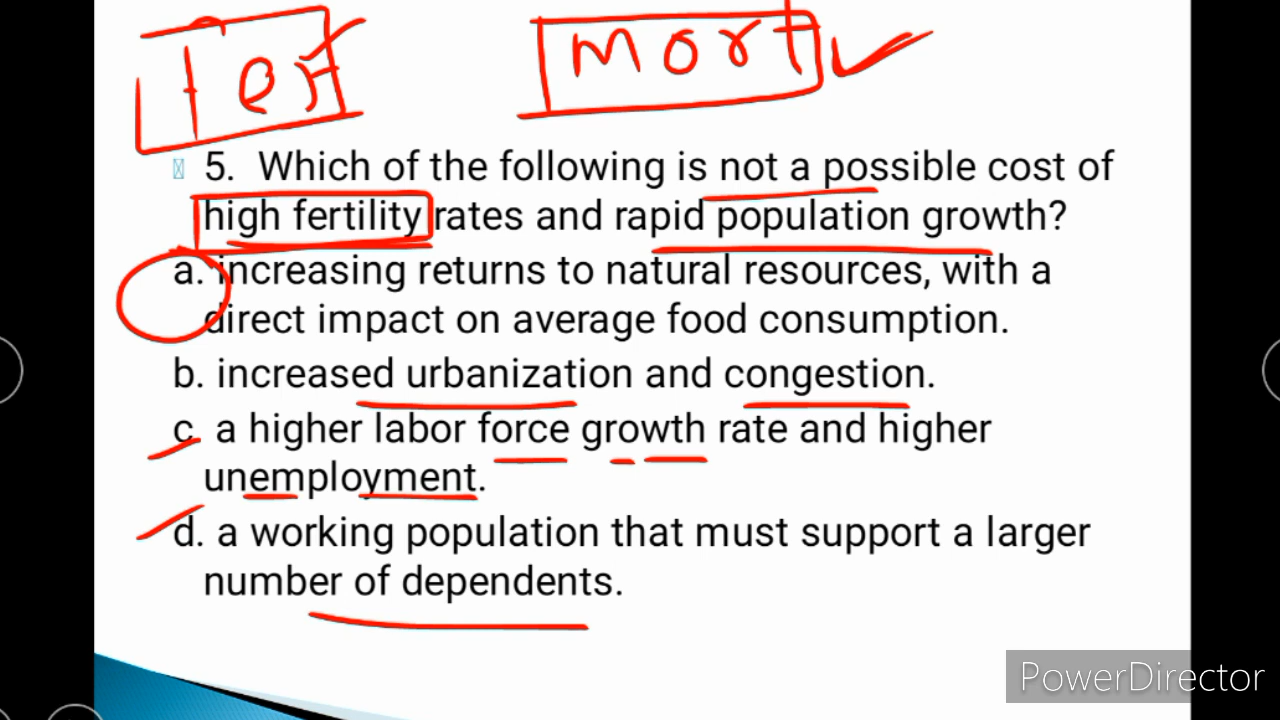 fert mort
5. Which of the following is not a possible cost of
high fertility rates and rapid population growth?
a. increasing returns to natural resources, with a
direct impact on average food consumption.
b. increased urbanization and congestion.
c. a higher labor force growth rate and higher
unemployment.
d. a working population that must support a larger
number of dependents.
PowerDirector